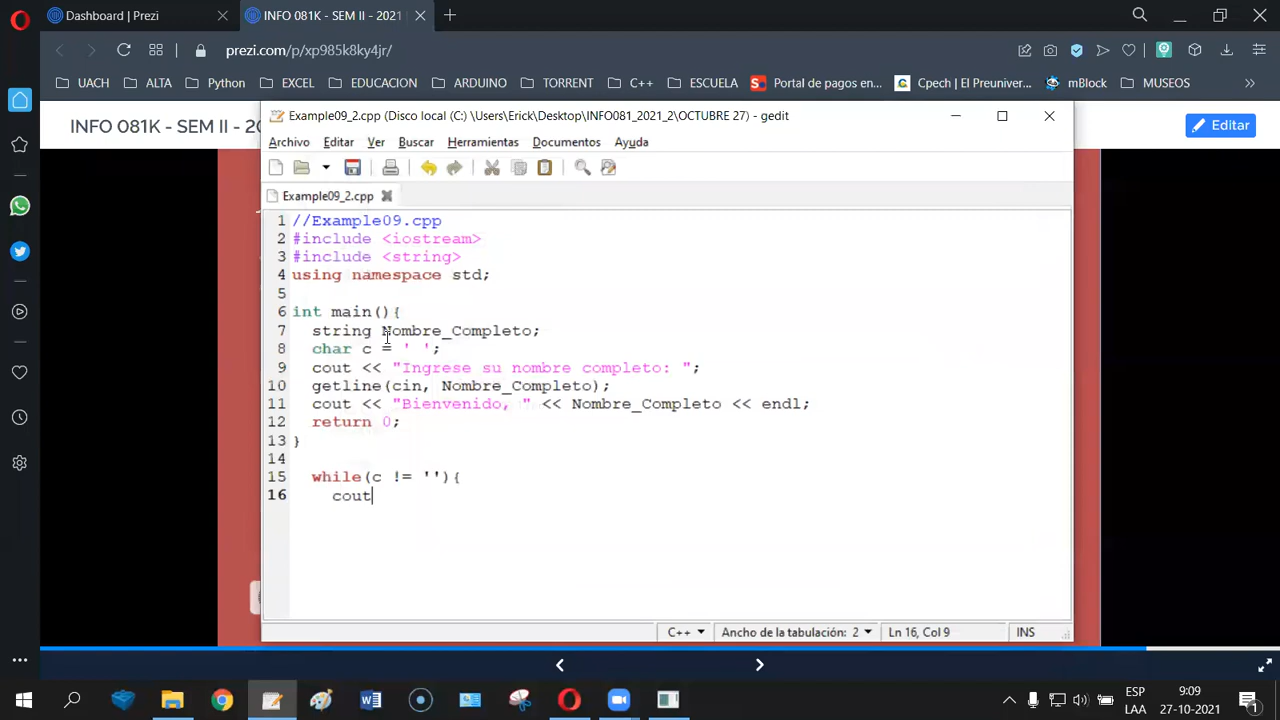 Dashboard | Prezi
INFO 081K - SEM II - 2021 |
prezi.com/p/xp985k8ky4jr/
UACH ALTA Python EXCEL EDUCACION ARDUINO TORRENT C++ ESCUELA Portal de pagos en... Cpech | El Preuniver... mBlock MUSEOS
INFO 081K - SEM II - 20
Editar
Example09_2.cpp (Disco local (C:) \Users\Erick\Desktop\INFO081_2021_2\OCTUBRE 27) - gedit
Archivo Editar Ver Buscar Herramientas Documentos Ayuda
Example09_2.cpp
1 //Example09.cpp
2 #include <iostream>
3 #include <string>
4 using namespace std;
5
6 int main(){
7 string Nombre_Completo;
8 char c = ' ';
9 cout << "Ingrese su nombre completo: ";
10 getline(cin, Nombre_Completo);
11 cout << "Bienvenido, " << Nombre_Completo << endl;
12 return 0;
13 }
14
15 while(c != ''){
16 cout
C++ Ancho de la tabulación: 2 Ln 16, Col 9 INS
ESP 9:09
LAA 27-10-2021